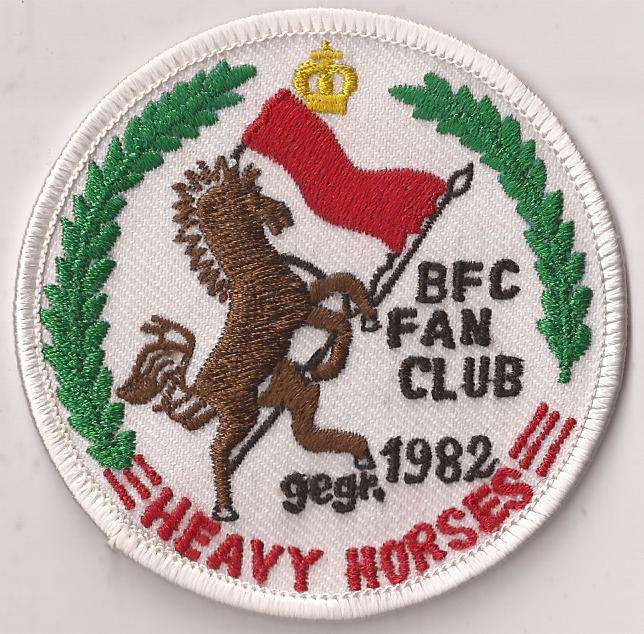 BFC
FAN
CLUB
gegr. 1982
HEAVY HORSES